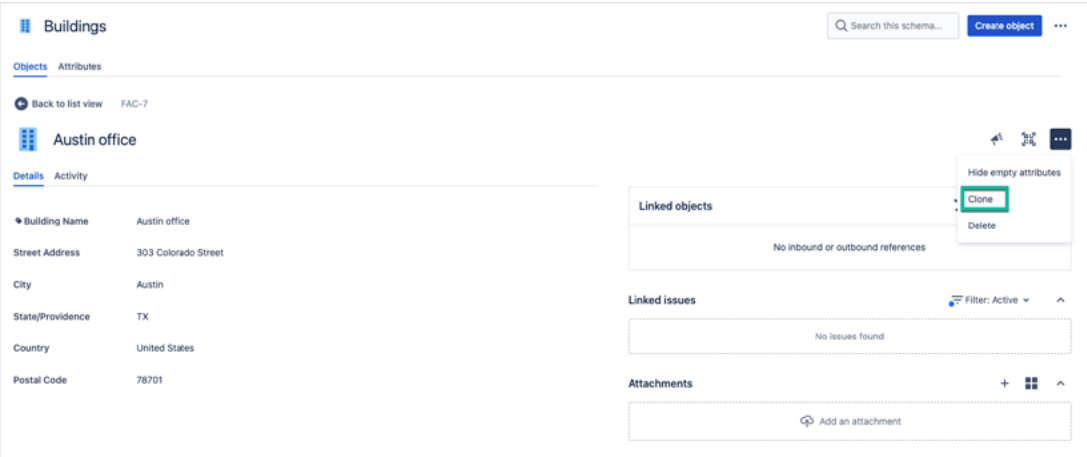 Buildings
Search this schema...
Create object
Objects Attributes
Back to list view FAC-7
Austin office
Details Activity
Hide empty attributes
Clone
Delete
Building Name Austin office
Street Address 303 Colorado Street
City Austin
State/Providence TX
Country United States
Postal Code 78701
Linked objects
No inbound or outbound references
Linked issues Filter: Active
No issues found
Attachments
Add an attachment